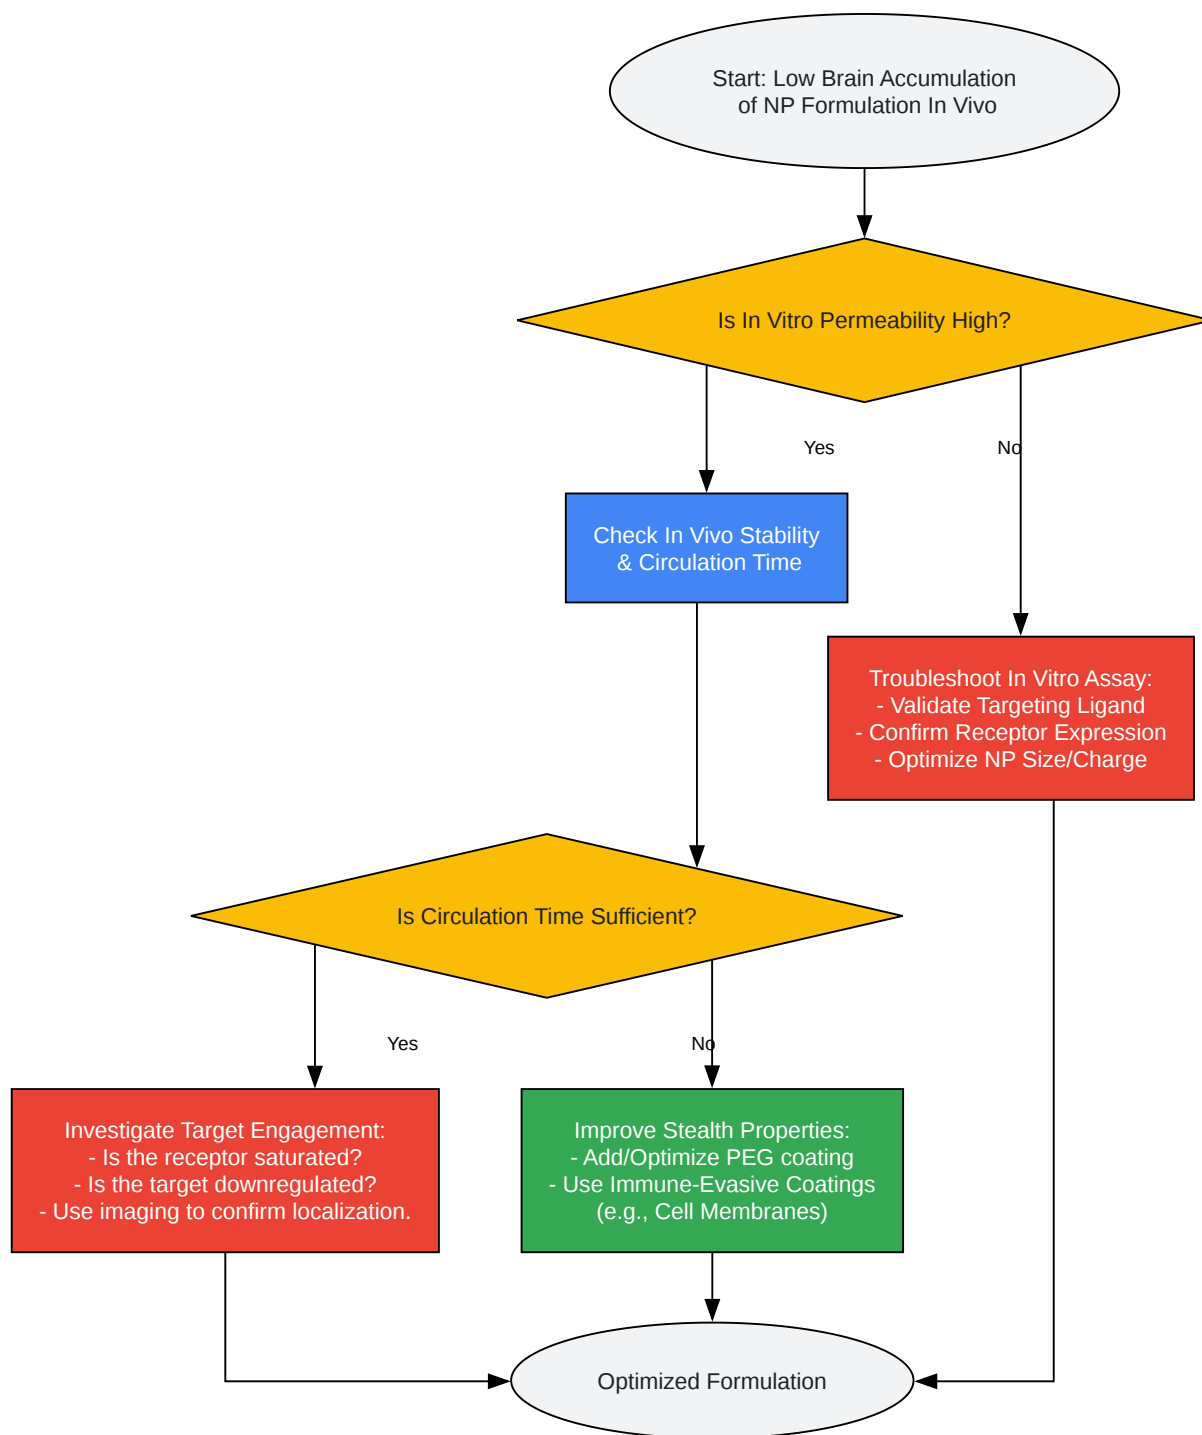 Start: Low Brain Accumulation
of NP Formulation In Vivo
Is In Vitro Permeability High?
Yes
No
Check In Vivo Stability
& Circulation Time
Troubleshoot In Vitro Assay:
- Validate Targeting Ligand
- Confirm Receptor Expression
- Optimize NP Size/Charge
Is Circulation Time Sufficient?
Yes
No
Investigate Target Engagement:
- Is the receptor saturated?
- Is the target downregulated?
- Use imaging to confirm localization.
Improve Stealth Properties:
- Add/Optimize PEG coating
- Use Immune-Evasive Coatings
(e.g., Cell Membranes)
Optimized Formulation